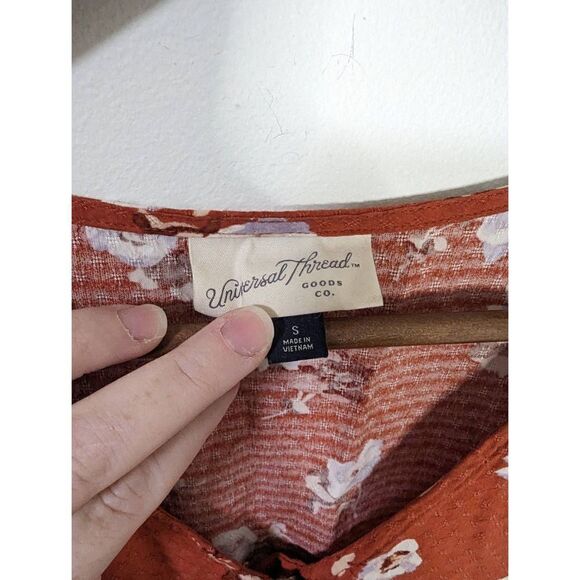 Universal Thread™
GOODS
CO.
S
MADE IN
VIETNAM